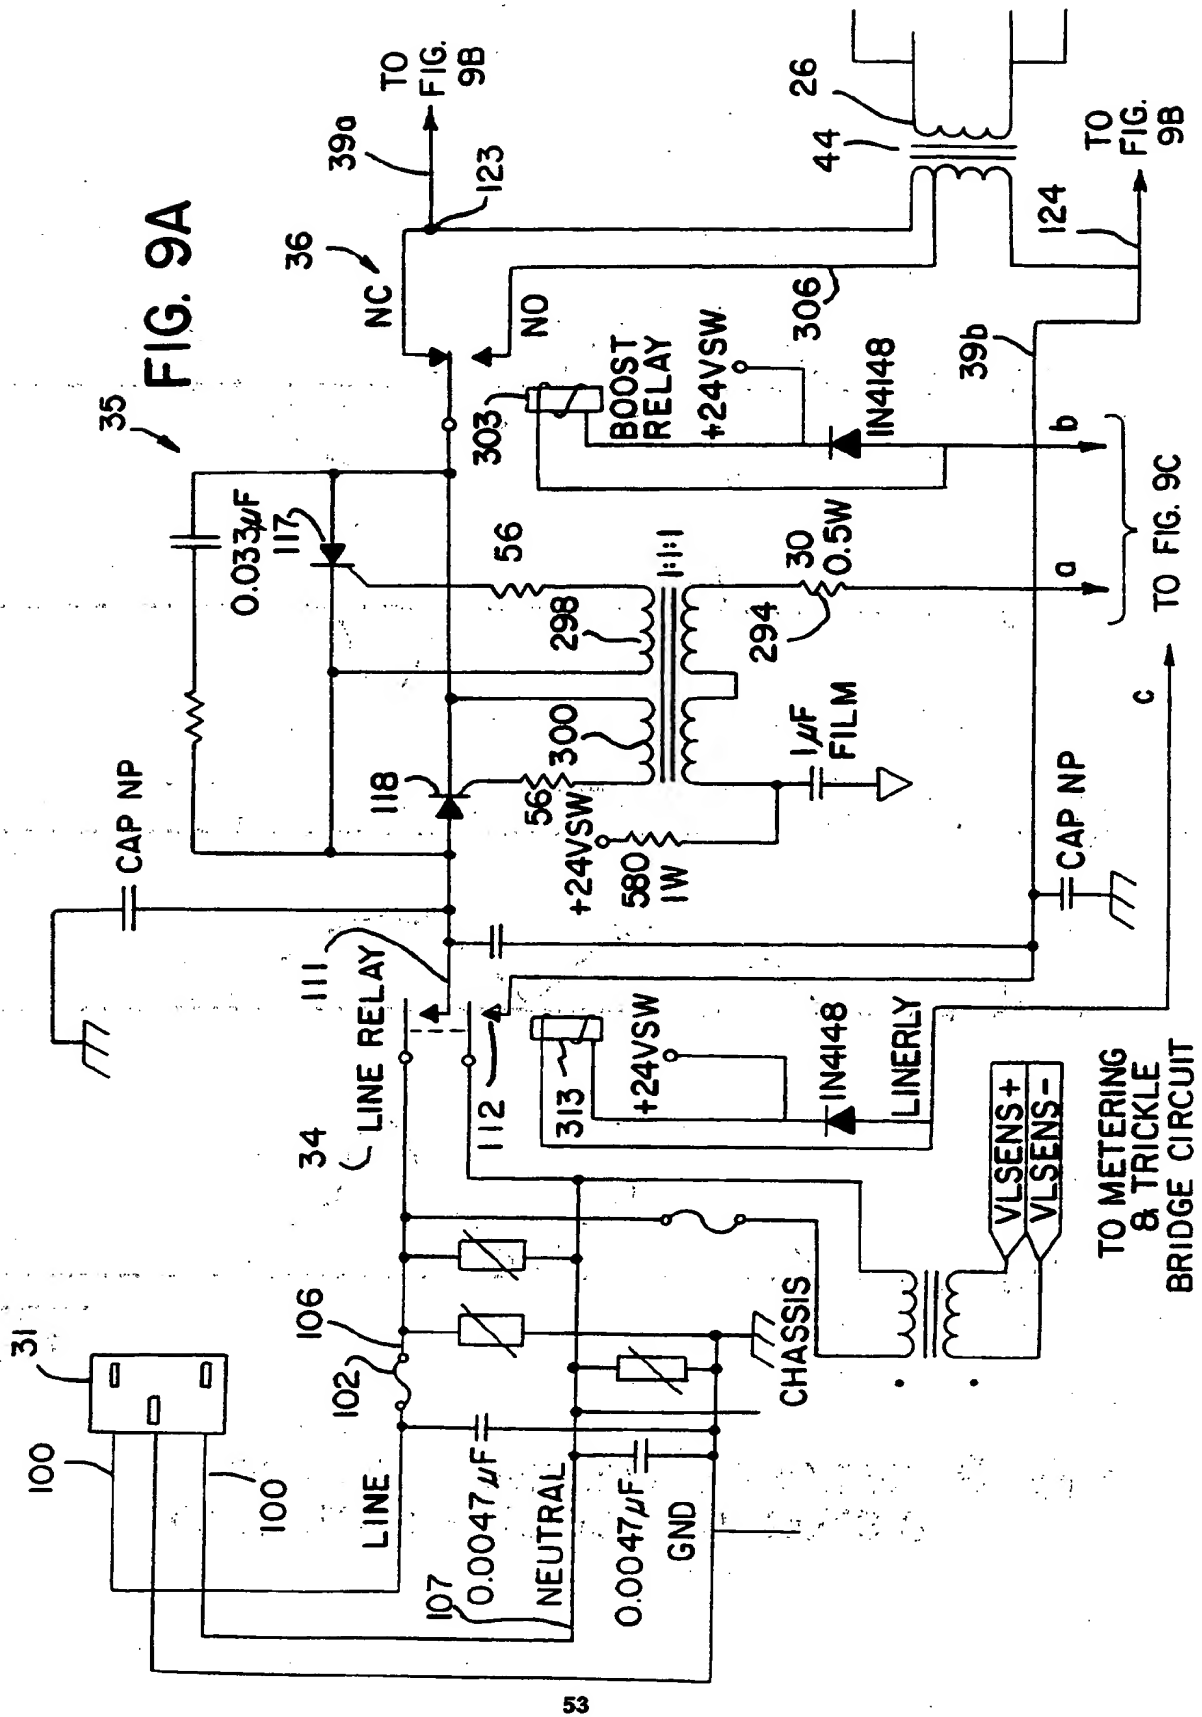 FIG. 9A
31
100
100
LINE
102
106
0.0047µF
NEUTRAL
107
0.0047µF
GND
CHASSIS
34
LINE RELAY
111
112
313
+24VSW
1N4148
LINERLY
VLSENS+
VLSENS-
TO METERING
& TRICKLE
BRIDGE CIRCUIT
CAP NP
118
35
0.033µF
117
56
56
+24VSW
580
1W
300
298
1:1:1
1µF
FILM
294
30
0.5W
CAP NP
c
a
b
TO FIG. 9C
303
BOOST
RELAY
+24VSW
1N4148
39b
36
NC
NO
306
123
39a
TO
FIG.
9B
26
44
124
TO
FIG.
9B
53